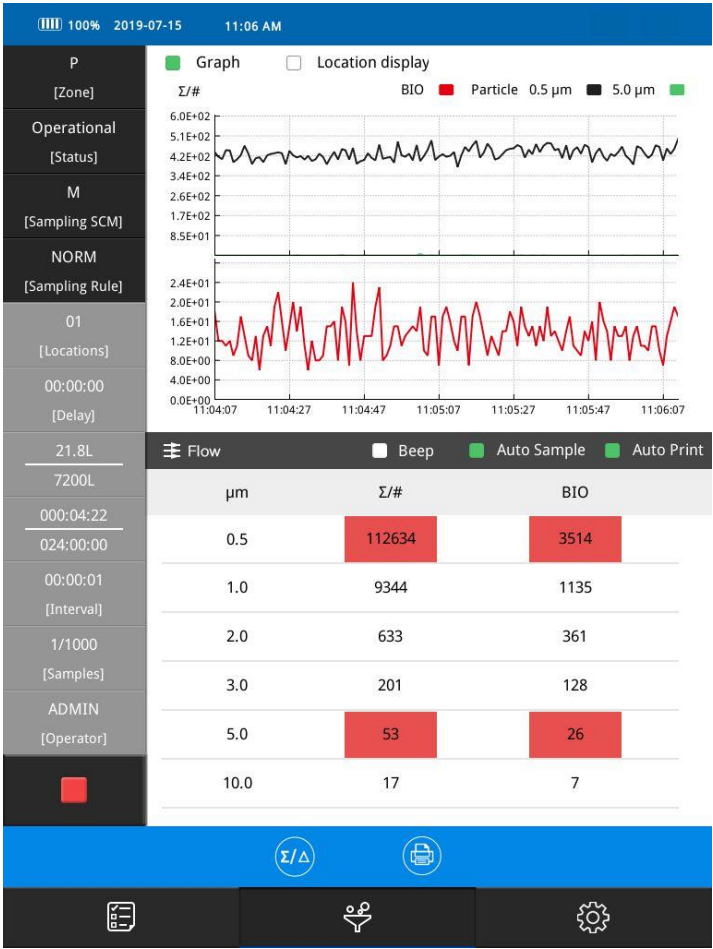 100% 2019-07-15 11:06 AM
P
[Zone]
Operational
[Status]
M
[Sampling SCM]
NORM
[Sampling Rule]
01
[Locations]
00:00:00
[Delay]
21.8L
7200L
000:04:22
024:00:00
00:00:01
[Interval]
1/1000
[Samples]
ADMIN
[Operator]
Graph Location display
Σ/# BIO Particle 0.5 μm 5.0 μm
6.0E+02
5.1E+02
4.2E+02
3.4E+02
2.6E+02
1.7E+02
8.5E+01
2.4E+01
2.0E+01
1.6E+01
1.2E+01
8.0E+00
4.0E+00
0.0E+00
11:04:07 11:04:27 11:04:47 11:05:07 11:05:27 11:05:47 11:06:07
Flow Beep Auto Sample Auto Print
μm Σ/# BIO
0.5 112634 3514
1.0 9344 1135
2.0 633 361
3.0 201 128
5.0 53 26
10.0 17 7
Σ/Δ